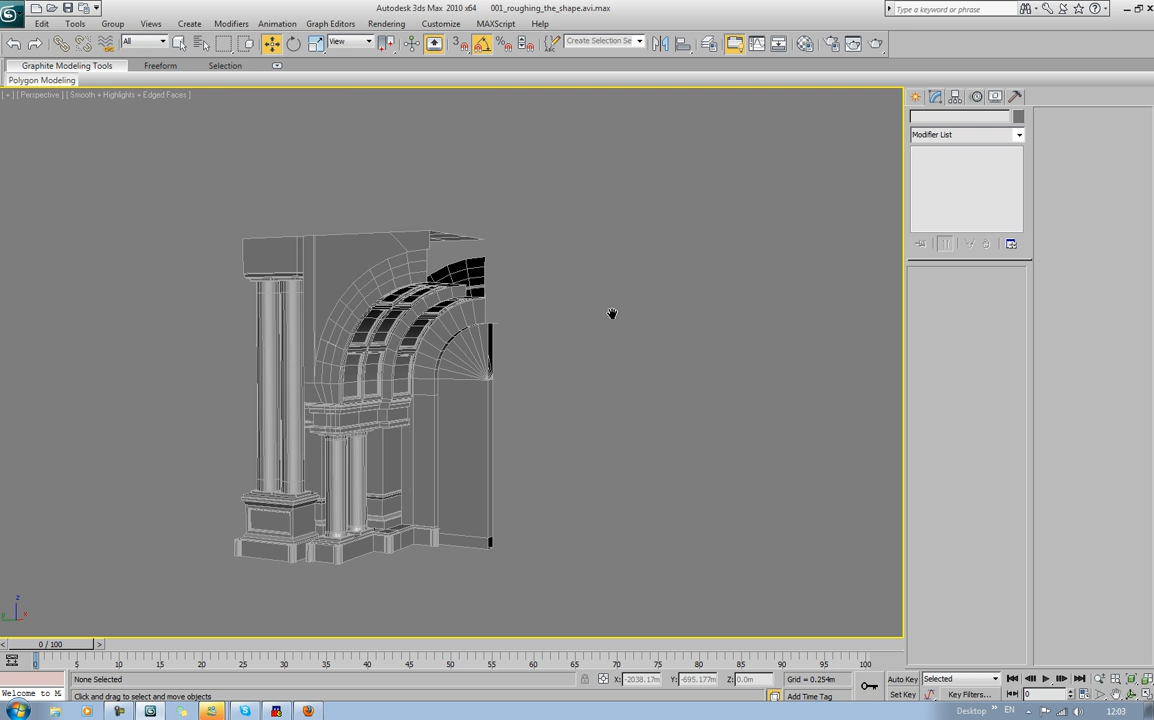 Autodesk 3ds Max 2010 x64 001_roughing_the_shape.avi.max
Type a keyword or phrase
Edit Tools Group Views Create Modifiers Animation Graph Editors Rendering Customize MAXScript Help
All View Create Selection Se
Graphite Modeling Tools Freeform Selection
Polygon Modeling
[ + ] [ Perspective ] [ Smooth + Highlights + Edged Faces ]
Modifier List
z
x
y
0 / 100
0 5 10 15 20 25 30 35 40 45 50 55 60 65 70 75 80 85 90 95 100
None Selected X: -2038.17m Y: -695.177m Z: 0.0m Grid = 0.254m Auto Key Selected
Welcome to M Click and drag to select and move objects Add Time Tag Set Key Key Filters... 0
Desktop EN 12:03